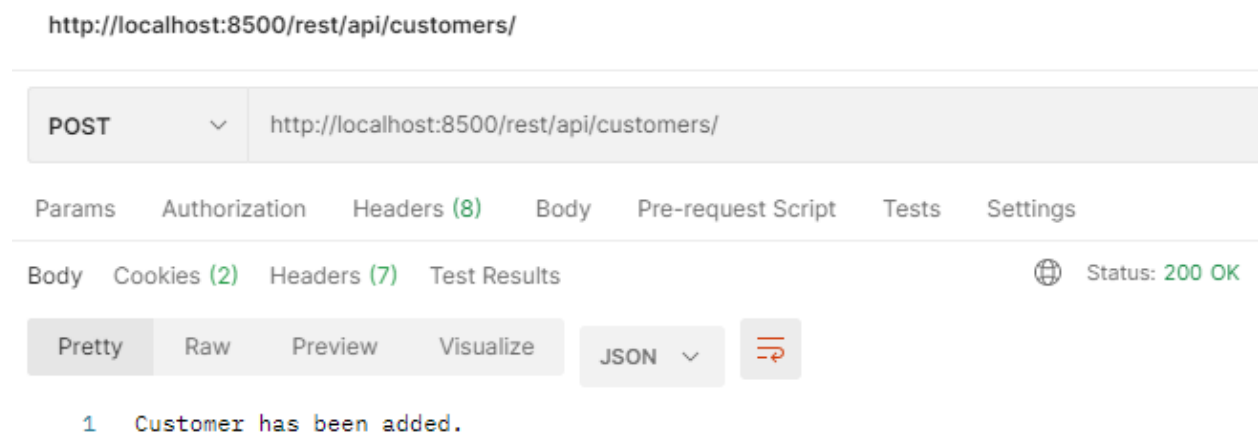 http://localhost:8500/rest/api/customers/
POST http://localhost:8500/rest/api/customers/
Params Authorization Headers (8) Body Pre-request Script Tests Settings
Body Cookies (2) Headers (7) Test Results Status: 200 OK
Pretty Raw Preview Visualize JSON
1 Customer has been added.